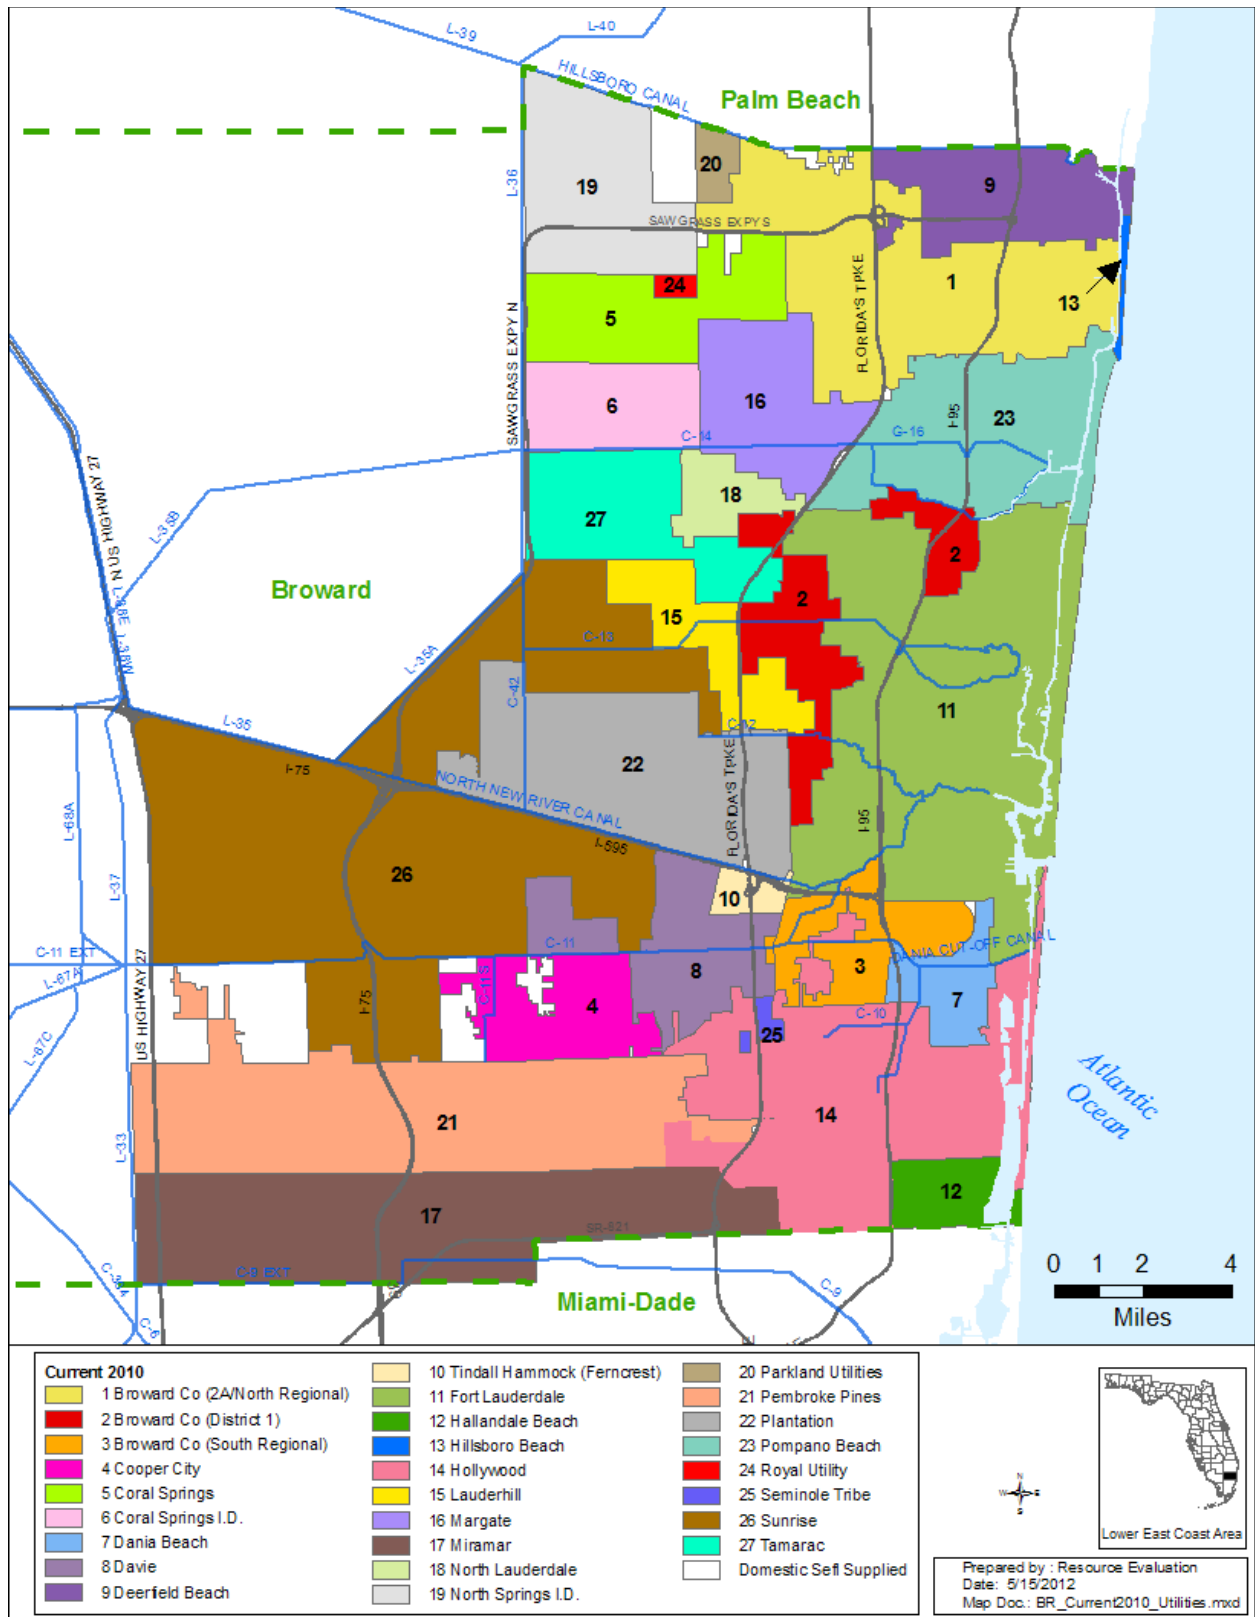 L-39
L-40
HILLSBORO CANAL
Palm Beach
L-36
20
19
9
SAWGRASS EXPY S
24
1
13
5
FLORIDA'S TPKE
SAWGRASS EXPY N
6
16
I-95
23
C-14
G-16
N US HIGHWAY 27
18
L-35B
27
2
L-38E
Broward
2
15
L-38W
C-13
L-35A
C-42
11
L-35
C-12
22
I-75
FLORIDA'S TPKE
NORTH NEW RIVER CANAL
L-68A
I-95
I-595
26
L-37
10
C-11 EXT
C-11
DANIA CUT-OFF CANAL
L-67A
US HIGHWAY 27
C-11 S
8
3
7
I-75
4
C-10
L-67C
25
Atlantic
Ocean
21
14
L-33
12
17
SR-821
0 1 2 4
Miles
C-9 EXT
C-9
Miami-Dade
C-6
Current 2010
1 Broward Co (2A/North Regional)
2 Broward Co (District 1)
3 Broward Co (South Regional)
4 Cooper City
5 Coral Springs
6 Coral Springs I.D.
7 Dania Beach
8 Davie
9 Deerfield Beach
10 Tindall Hammock (Ferncrest)
11 Fort Lauderdale
12 Hallandale Beach
13 Hillsboro Beach
14 Hollywood
15 Lauderhill
16 Margate
17 Miramar
18 North Lauderdale
19 North Springs I.D.
20 Parkland Utilities
21 Pembroke Pines
22 Plantation
23 Pompano Beach
24 Royal Utility
25 Seminole Tribe
26 Sunrise
27 Tamarac
Domestic Sefl Supplied
N
W E
S
Lower East Coast Area
Prepared by : Resource Evaluation
Date: 5/15/2012
Map Doc.: BR_Current2010_Utilities.mxd